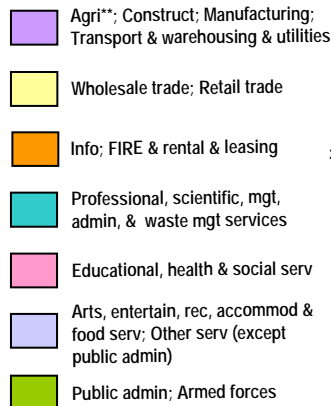 Agri**; Construct; Manufacturing;
Transport & warehousing & utilities
Wholesale trade; Retail trade
Info; FIRE & rental & leasing
Professional, scientific, mgt,
admin, & waste mgt services
Educational, health & social serv
Arts, entertain, rec, accommod &
food serv; Other serv (except
public admin)
Public admin; Armed forces